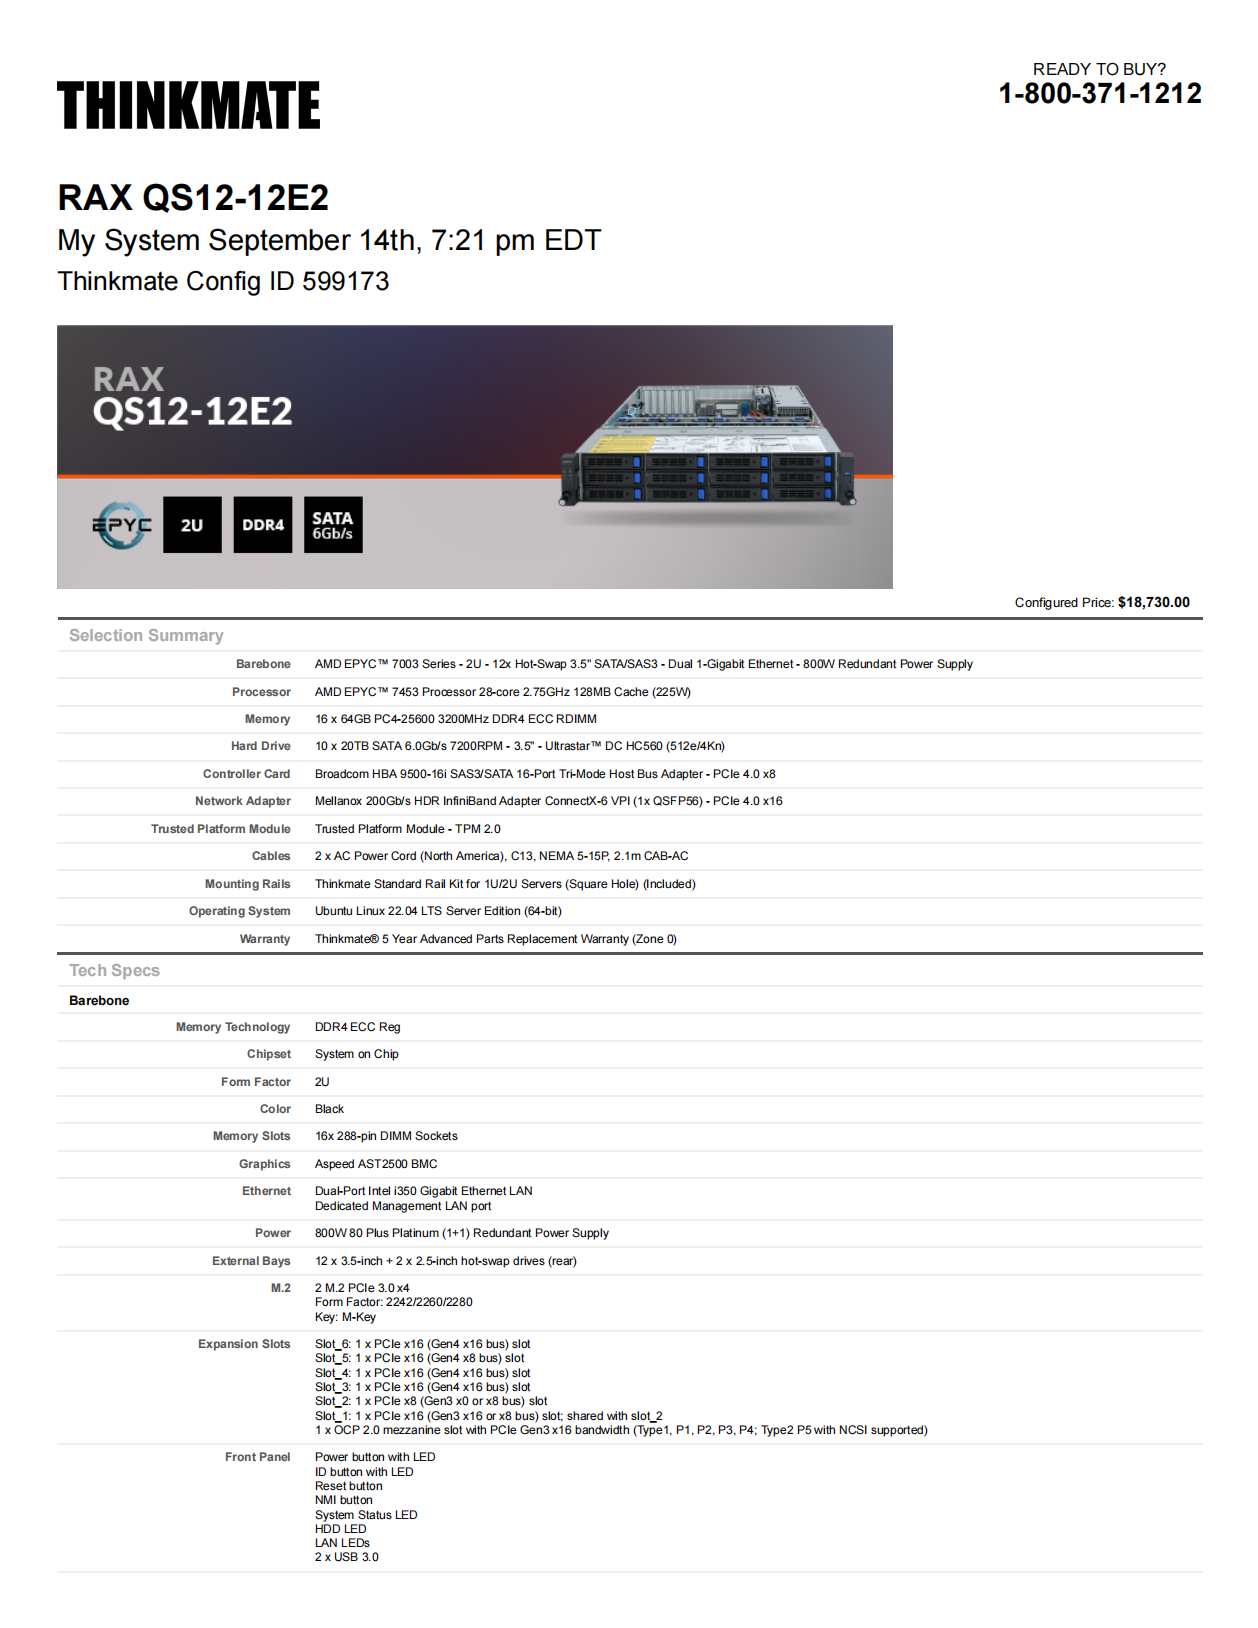 THINKMATE
READY TO BUY?
1-800-371-1212
RAX QS12-12E2
My System September 14th, 7:21 pm EDT
Thinkmate Config ID 599173
RAX
QS12-12E2
EPYC
2U
DDR4
SATA
6Gb/s
Configured Price: $18,730.00
Selection Summary
Barebone AMD EPYC™ 7003 Series - 2U - 12x Hot-Swap 3.5" SATA/SAS3 - Dual 1-Gigabit Ethernet - 800W Redundant Power Supply
Processor AMD EPYC™ 7453 Processor 28-core 2.75GHz 128MB Cache (225W)
Memory 16 x 64GB PC4-25600 3200MHz DDR4 ECC RDIMM
Hard Drive 10 x 20TB SATA 6.0Gb/s 7200RPM - 3.5" - Ultrastar™ DC HC560 (512e/4Kn)
Controller Card Broadcom HBA 9500-16i SAS3/SATA 16-Port Tri-Mode Host Bus Adapter - PCIe 4.0 x8
Network Adapter Mellanox 200Gb/s HDR InfiniBand Adapter ConnectX-6 VPI (1x QSFP56) - PCIe 4.0 x16
Trusted Platform Module Trusted Platform Module - TPM 2.0
Cables 2 x AC Power Cord (North America), C13, NEMA 5-15P, 2.1m CAB-AC
Mounting Rails Thinkmate Standard Rail Kit for 1U/2U Servers (Square Hole) (Included)
Operating System Ubuntu Linux 22.04 LTS Server Edition (64-bit)
Warranty Thinkmate® 5 Year Advanced Parts Replacement Warranty (Zone 0)
Tech Specs
Barebone
Memory Technology DDR4 ECC Reg
Chipset System on Chip
Form Factor 2U
Color Black
Memory Slots 16x 288-pin DIMM Sockets
Graphics Aspeed AST2500 BMC
Ethernet Dual-Port Intel i350 Gigabit Ethernet LAN
Dedicated Management LAN port
Power 800W 80 Plus Platinum (1+1) Redundant Power Supply
External Bays 12 x 3.5-inch + 2 x 2.5-inch hot-swap drives (rear)
M.2 2 M.2 PCIe 3.0 x4
Form Factor: 2242/2260/2280
Key: M-Key
Expansion Slots Slot_6: 1 x PCIe x16 (Gen4 x16 bus) slot
Slot_5: 1 x PCIe x16 (Gen4 x8 bus) slot
Slot_4: 1 x PCIe x16 (Gen4 x16 bus) slot
Slot_3: 1 x PCIe x16 (Gen4 x16 bus) slot
Slot_2: 1 x PCIe x8 (Gen3 x0 or x8 bus) slot
Slot_1: 1 x PCIe x16 (Gen3 x16 or x8 bus) slot; shared with slot_2
1 x OCP 2.0 mezzanine slot with PCIe Gen3 x16 bandwidth (Type1, P1, P2, P3, P4; Type2 P5 with NCSI supported)
Front Panel Power button with LED
ID button with LED
Reset button
NMI button
System Status LED
HDD LED
LAN LEDs
2 x USB 3.0